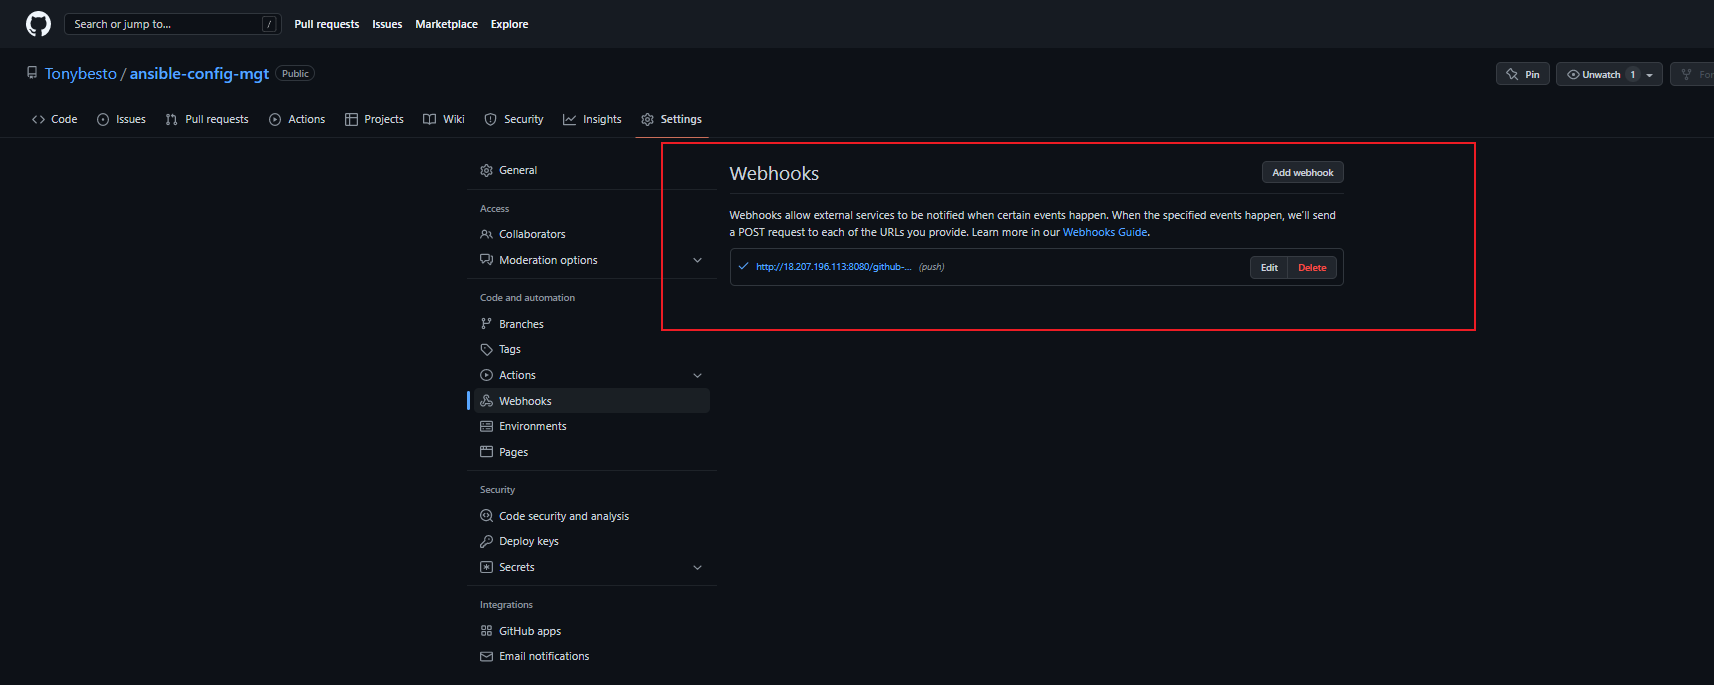 Search or jump to... /
Pull requests Issues Marketplace Explore
Tonybesto / ansible-config-mgt Public
Pin Unwatch 1
Code Issues Pull requests Actions Projects Wiki Security Insights Settings
General
Access
Collaborators
Moderation options
Code and automation
Branches
Tags
Actions
Webhooks
Environments
Pages
Security
Code security and analysis
Deploy keys
Secrets
Integrations
GitHub apps
Email notifications
Webhooks Add webhook
Webhooks allow external services to be notified when certain events happen. When the specified events happen, we'll send
a POST request to each of the URLs you provide. Learn more in our Webhooks Guide.
http://18.207.196.113:8080/github-... (push) Edit Delete